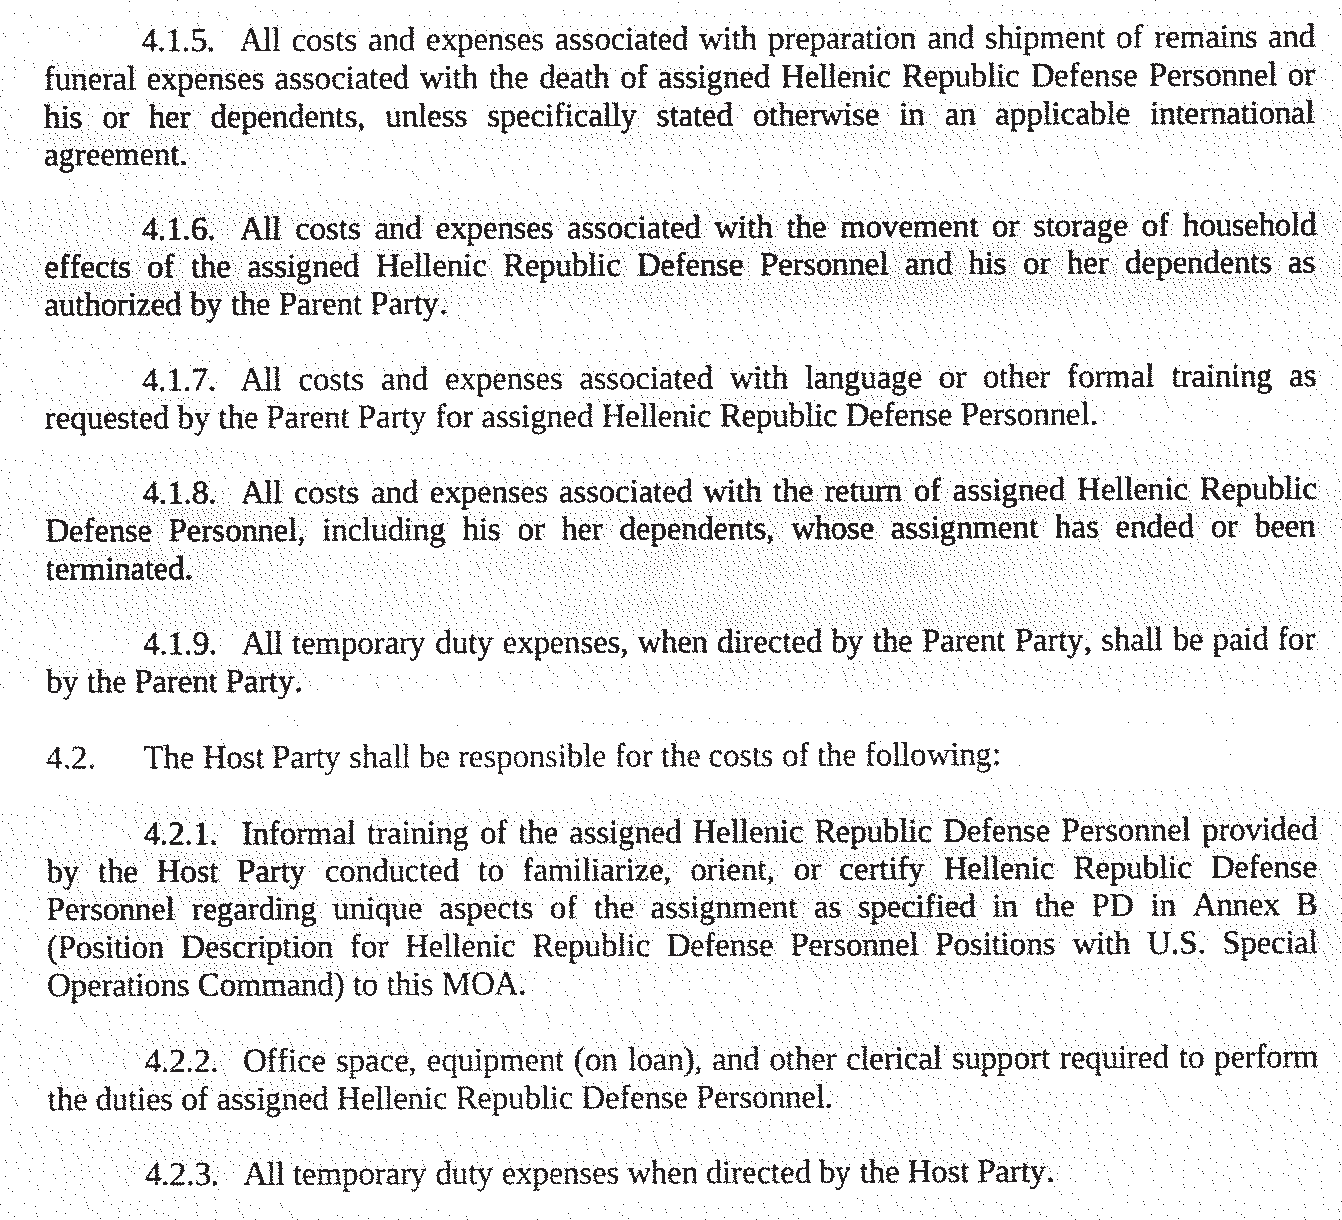 4.1.5. All costs and expenses associated with preparation and shipment of remains and
funeral expenses associated with the death of assigned Hellenic Republic Defense Personnel or
his or her dependents, unless specifically stated otherwise in an applicable international
agreement.
4.1.6. All costs and expenses associated with the movement or storage of household
effects of the assigned Hellenic Republic Defense Personnel and his or her dependents as
authorized by the Parent Party.
4.1.7. All costs and expenses associated with language or other formal training as
requested by the Parent Party for assigned Hellenic Republic Defense Personnel.
4.1.8. All costs and expenses associated with the return of assigned Hellenic Republic
Defense Personnel, including his or her dependents, whose assignment has ended or been
terminated.
4.1.9. All temporary duty expenses, when directed by the Parent Party, shall be paid for
by the Parent Party.
4.2. The Host Party shall be responsible for the costs of the following:
4.2.1. Informal training of the assigned Hellenic Republic Defense Personnel provided
by the Host Party conducted to familiarize, orient, or certify Hellenic Republic Defense
Personnel regarding unique aspects of the assignment as specified in the PD in Annex B
(Position Description for Hellenic Republic Defense Personnel Positions with U.S. Special
Operations Command) to this MOA.
4.2.2. Office space, equipment (on loan), and other clerical support required to perform
the duties of assigned Hellenic Republic Defense Personnel.
4.2.3. All temporary duty expenses when directed by the Host Party.